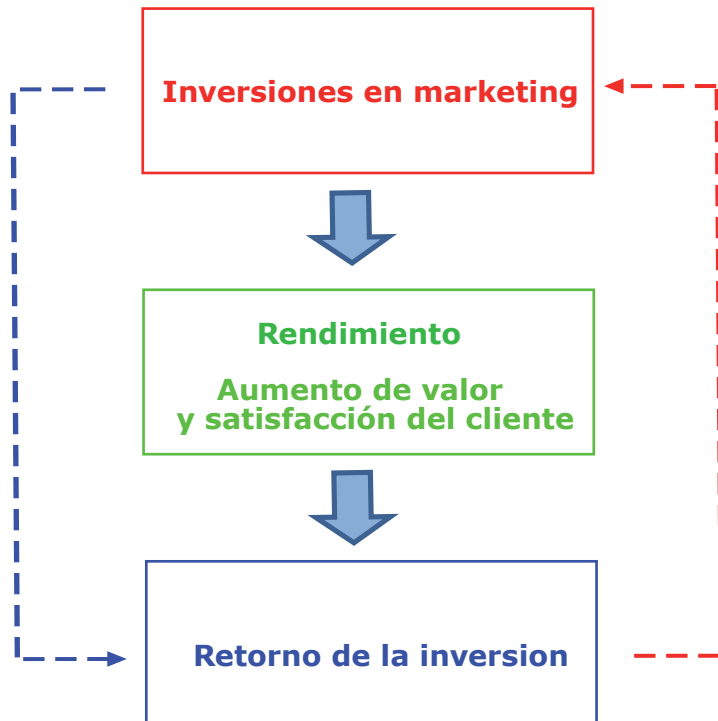 Inversiones en marketing
Rendimiento
Aumento de valor
y satisfacción del cliente
Retorno de la inversion